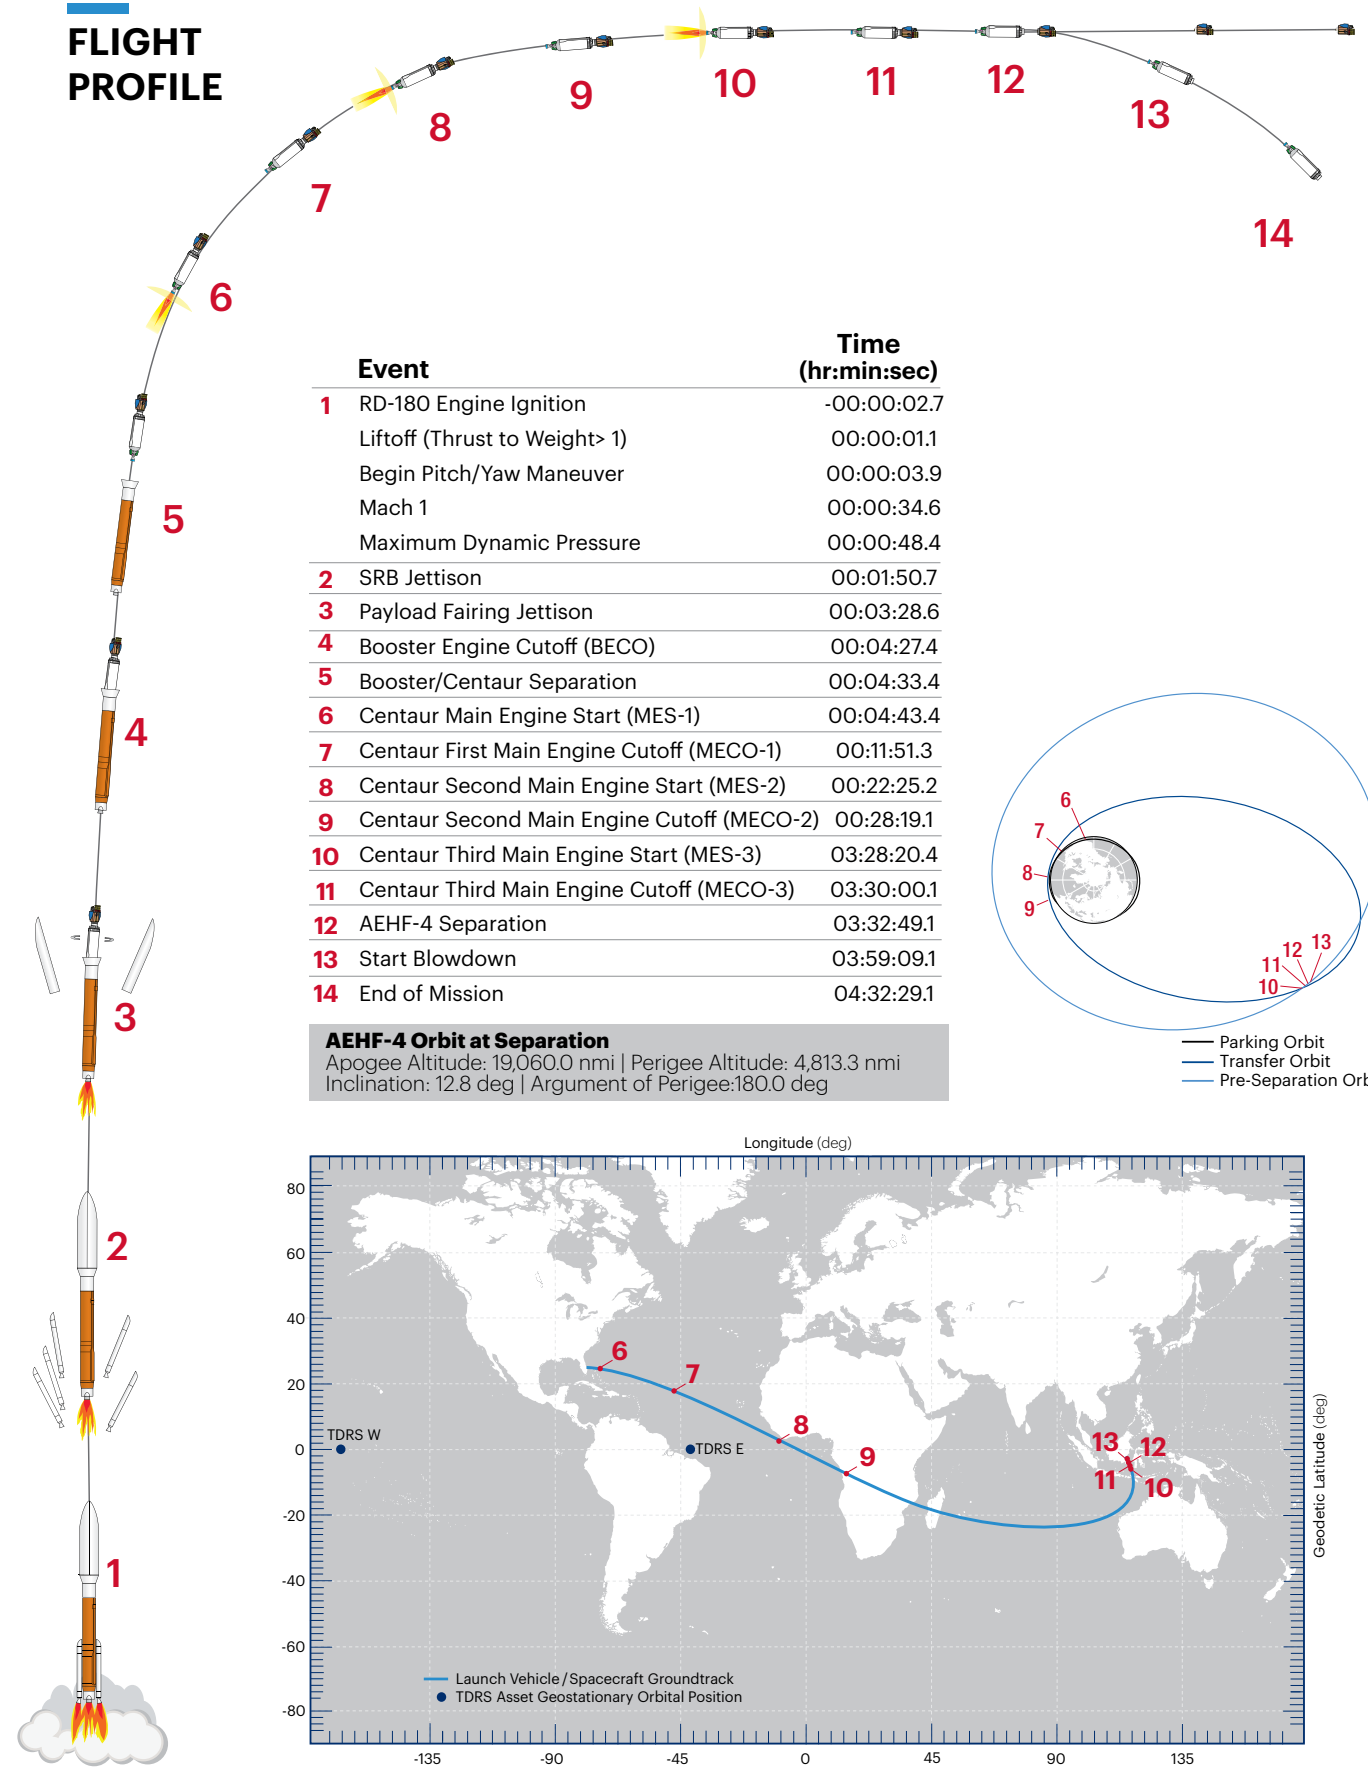 FLIGHT
PROFILE
1
2
3
4
5
6
7
8
9
10
11
12
13
14
Event Time
(hr:min:sec)
1 RD-180 Engine Ignition -00:00:02.7
Liftoff (Thrust to Weight> 1) 00:00:01.1
Begin Pitch/Yaw Maneuver 00:00:03.9
Mach 1 00:00:34.6
Maximum Dynamic Pressure 00:00:48.4
2 SRB Jettison 00:01:50.7
3 Payload Fairing Jettison 00:03:28.6
4 Booster Engine Cutoff (BECO) 00:04:27.4
5 Booster/Centaur Separation 00:04:33.4
6 Centaur Main Engine Start (MES-1) 00:04:43.4
7 Centaur First Main Engine Cutoff (MECO-1) 00:11:51.3
8 Centaur Second Main Engine Start (MES-2) 00:22:25.2
9 Centaur Second Main Engine Cutoff (MECO-2) 00:28:19.1
10 Centaur Third Main Engine Start (MES-3) 03:28:20.4
11 Centaur Third Main Engine Cutoff (MECO-3) 03:30:00.1
12 AEHF-4 Separation 03:32:49.1
13 Start Blowdown 03:59:09.1
14 End of Mission 04:32:29.1
AEHF-4 Orbit at Separation
Apogee Altitude: 19,060.0 nmi | Perigee Altitude: 4,813.3 nmi
Inclination: 12.8 deg | Argument of Perigee:180.0 deg
6
7
8
9
10
11
12
13
Parking Orbit
Transfer Orbit
Pre-Separation Orb
Longitude (deg)
80
60
40
20
0
-20
-40
-60
-80
6
7
8
9
13
12
11
10
TDRS W
TDRS E
Geodetic Latitude (deg)
Launch Vehicle/Spacecraft Groundtrack
TDRS Asset Geostationary Orbital Position
-135 -90 -45 0 45 90 135